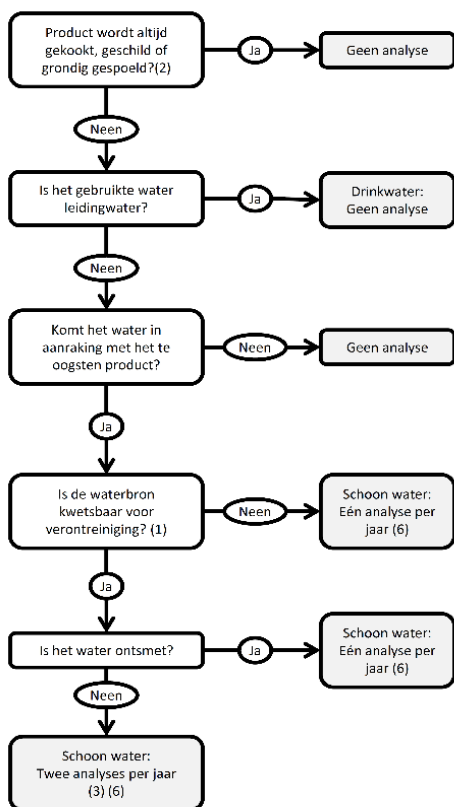 Product wordt altijd
gekookt, geschild of
grondig gespoeld?(2)
Ja
Geen analyse
Neen
Is het gebruikte water
leidingwater?
Ja
Drinkwater:
Geen analyse
Neen
Komt het water in
aanraking met het te
oogsten product?
Neen
Geen analyse
Ja
Is de waterbron
kwetsbaar voor
verontreiniging? (1)
Neen
Schoon water:
Eén analyse per
jaar (6)
Ja
Is het water ontsmet?
Ja
Schoon water:
Eén analyse per
jaar (6)
Neen
Schoon water:
Twee analyses per jaar
(3) (6)